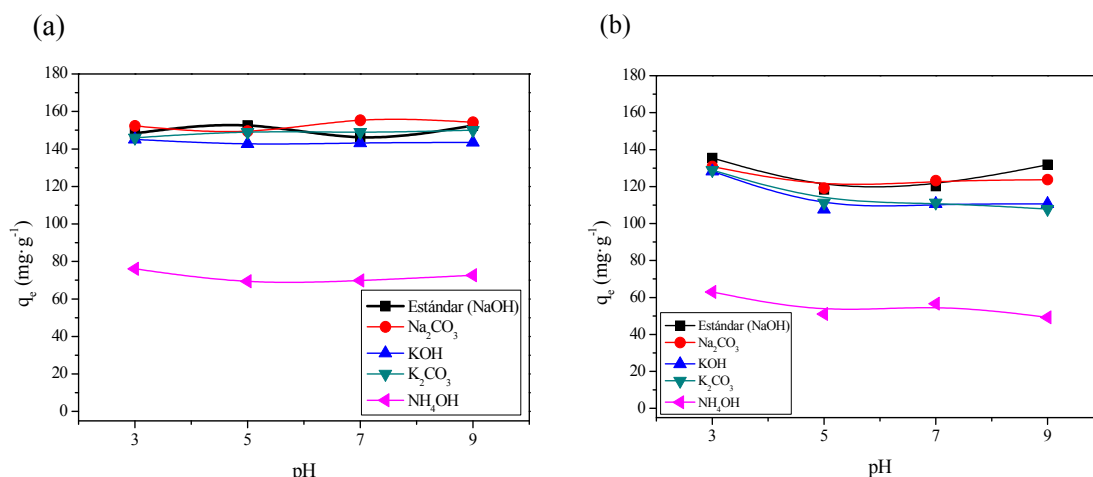 (a)
180
160
140
120
100
80
60
40
20
0
qₑ (mg·g⁻¹)
3 5 7 9
pH
Estándar (NaOH)
Na₂CO₃
KOH
K₂CO₃
NH₄OH
(b)
180
160
140
120
100
80
60
40
20
0
qₑ (mg·g⁻¹)
3 5 7 9
pH
Estándar (NaOH)
Na₂CO₃
KOH
K₂CO₃
NH₄OH